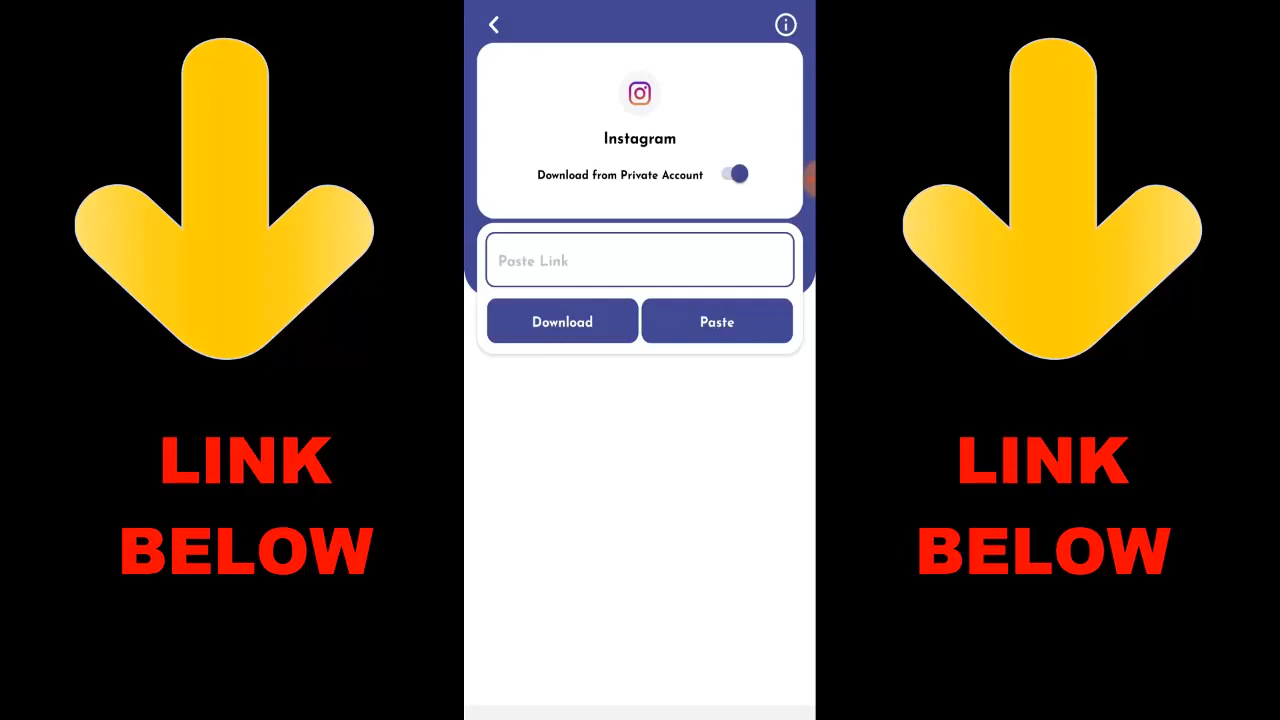 Instagram
Download from Private Account
Paste Link
Download Paste
LINK
BELOW
LINK
BELOW